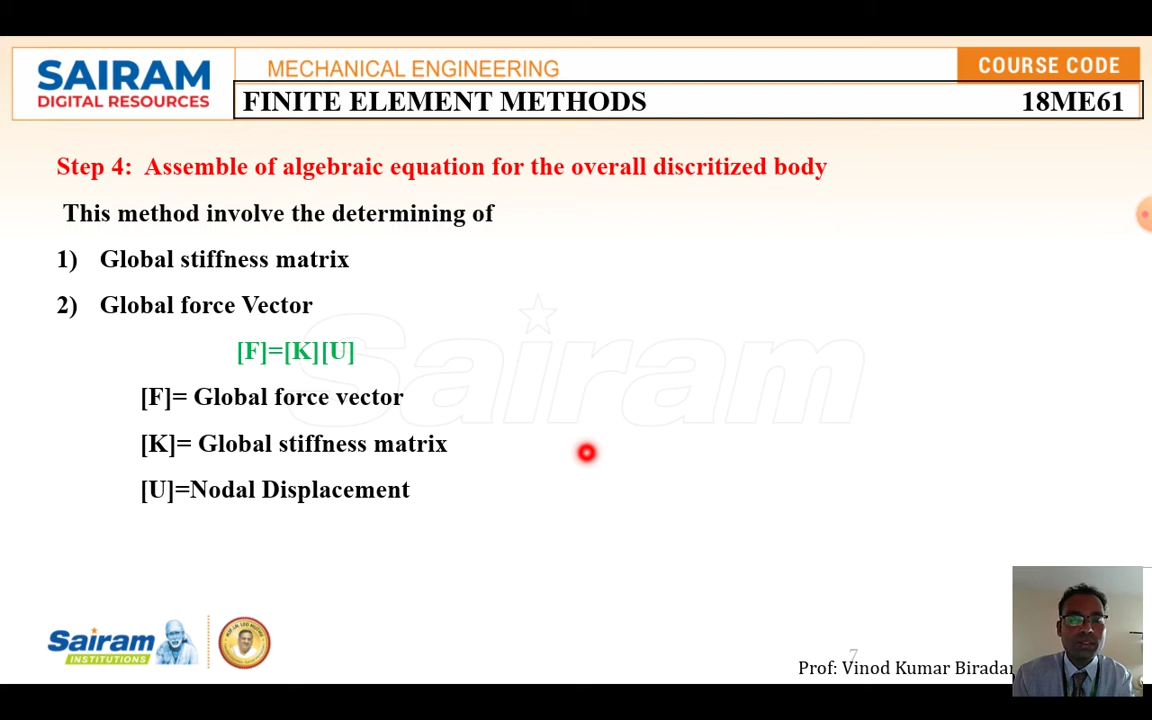 SAIRAM
DIGITAL RESOURCES
MECHANICAL ENGINEERING
COURSE CODE
FINITE ELEMENT METHODS 18ME61
Step 4: Assemble of algebraic equation for the overall discritized body
This method involve the determining of
1) Global stiffness matrix
2) Global force Vector
[F]=[K][U]
[F]= Global force vector
[K]= Global stiffness matrix
[U]=Nodal Displacement
Sairam
Sairam
INSTITUTIONS
7
Prof: Vinod Kumar Biradar